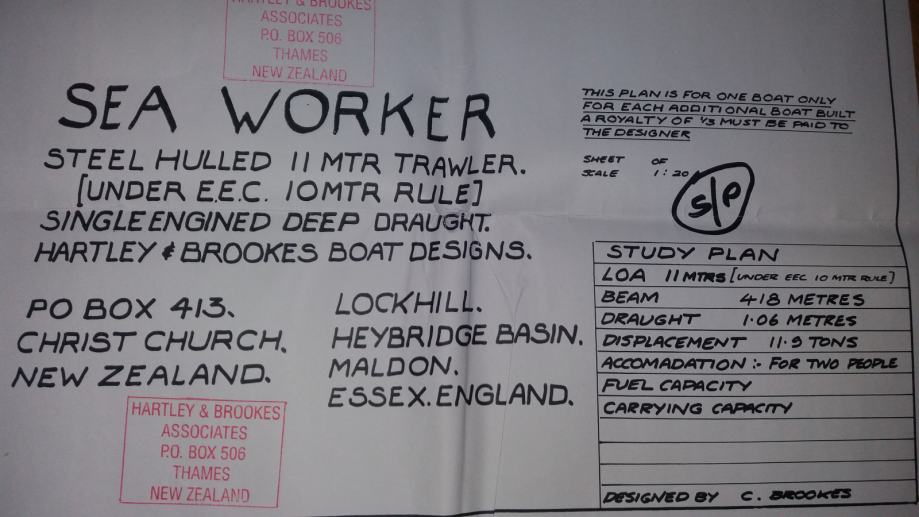 HARTLEY & BROOKES
ASSOCIATES
P.O. BOX 506
THAMES
NEW ZEALAND
SEA WORKER
STEEL HULLED 11 MTR TRAWLER.
[UNDER E.E.C. 10 MTR RULE]
SINGLE ENGINED DEEP DRAUGHT.
HARTLEY & BROOKES BOAT DESIGNS.
PO BOX 413.
CHRIST CHURCH.
NEW ZEALAND.
LOCKHILL.
HEYBRIDGE BASIN.
MALDON.
ESSEX. ENGLAND.
HARTLEY & BROOKES
ASSOCIATES
P.O. BOX 506
THAMES
NEW ZEALAND
THIS PLAN IS FOR ONE BOAT ONLY
FOR EACH ADDITIONAL BOAT BUILT
A ROYALTY OF 1/3 MUST BE PAID TO
THE DESIGNER
SHEET OF
SCALE 1:20
S/P
STUDY PLAN
LOA 11 MTRS [UNDER EEC 10 MTR RULE]
BEAM 4·18 METRES
DRAUGHT 1·06 METRES
DISPLACEMENT 11·9 TONS
ACCOMADATION :- FOR TWO PEOPLE
FUEL CAPACITY
CARRYING CAPACITY
DESIGNED BY C. BROOKES